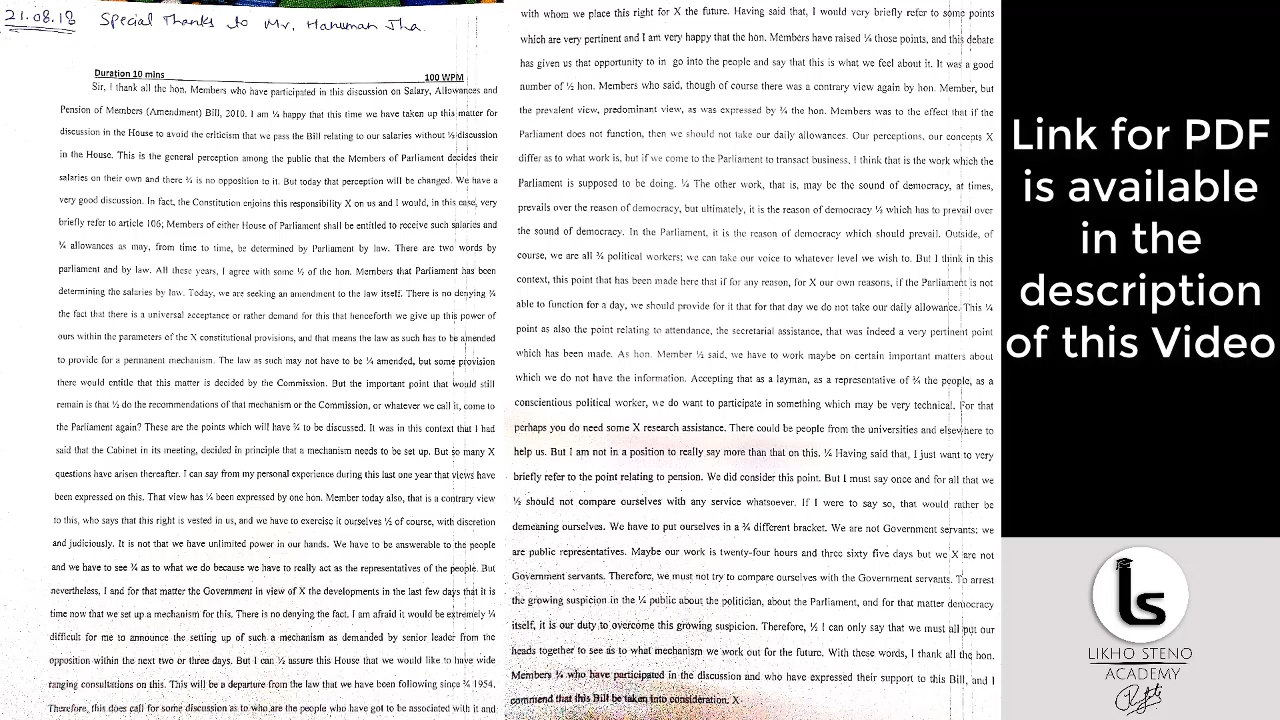 21.08.18 Special Thanks to Mr. Hanuman Jha.
Duration 10 mins 100 WPM
Sir, I thank all the hon. Members who have participated in this discussion on Salary, Allowances and
Pension of Members (Amendment) Bill, 2010. I am ¼ happy that this time we have taken up this matter for
discussion in the House to avoid the criticism that we pass the Bill relating to our salaries without ½ discussion
in the House. This is the general perception among the public that the Members of Parliament decides their
salaries on their own and there ¾ is no opposition to it. But today that perception will be changed. We have a
very good discussion. In fact, the Constitution enjoins this responsibility X on us and I would, in this case, very
briefly refer to article 106; Members of either House of Parliament shall be entitled to receive such salaries and
¼ allowances as may, from time to time, be determined by Parliament by law. There are two words by
parliament and by law. All these years, I agree with some ½ of the hon. Members that Parliament has been
determining the salaries by law. Today, we are seeking an amendment to the law itself. There is no denying ¾
the fact that there is a universal acceptance or rather demand for this that henceforth we give up this power of
ours within the parameters of the X constitutional provisions, and that means the law as such has to be amended
to provide for a permanent mechanism. The law as such may not have to be ¼ amended, but some provision
there would entitle that this matter is decided by the Commission. But the important point that would still
remain is that ½ do the recommendations of that mechanism or the Commission, or whatever we call it, come to
the Parliament again? These are the points which will have ¾ to be discussed. It was in this context that I had
said that the Cabinet in its meeting, decided in principle that a mechanism needs to be set up. But so many X
questions have arisen thereafter. I can say from my personal experience during this last one year that views have
been expressed on this. That view has ¼ been expressed by one hon. Member today also, that is a contrary view
to this, who says that this right is vested in us, and we have to exercise it ourselves ½ of course, with discretion
and judiciously. It is not that we have unlimited power in our hands. We have to be answerable to the people
and we have to see ¾ as to what we do because we have to really act as the representatives of the people. But
nevertheless, I and for that matter the Government in view of X the developments in the last few days that it is
time now that we set up a mechanism for this. There is no denying the fact. I am afraid it would be extremely ¼
difficult for me to announce the setting up of such a mechanism as demanded by senior leader from the
opposition within the next two or three days. But I can ½ assure this House that we would like to have wide
ranging consultations on this. This will be a departure from the law that we have been following since ¾ 1954.
Therefore, this does call for some discussion as to who are the people who have got to be associated with it and
with whom we place this right for X the future. Having said that, I would very briefly refer to some points
which are very pertinent and I am very happy that the hon. Members have raised ¼ those points, and this debate
has given us that opportunity to in go into the people and say that this is what we feel about it. It was a good
number of ½ hon. Members who said, though of course there was a contrary view again by hon. Member, but
the prevalent view, predominant view, as was expressed by ¾ the hon. Members was to the effect that if the
Parliament does not function, then we should not take our daily allowances. Our perceptions, our concepts X
differ as to what work is, but if we come to the Parliament to transact business, I think that is the work which the
Parliament is supposed to be doing. ¼ The other work, that is, may be the sound of democracy, at times,
prevails over the reason of democracy, but ultimately, it is the reason of democracy ½ which has to prevail over
the sound of democracy. In the Parliament, it is the reason of democracy which should prevail. Outside, of
course, we are all ¾ political workers; we can take our voice to whatever level we wish to. But I think in this
context, this point that has been made here that if for any reason, for X our own reasons, if the Parliament is not
able to function for a day, we should provide for it that for that day we do not take our daily allowance. This ¼
point as also the point relating to attendance, the secretarial assistance, that was indeed a very pertinent point
which has been made. As hon. Member ½ said, we have to work maybe on certain important matters about
which we do not have the information. Accepting that as a layman, as a representative of ¾ the people, as a
conscientious political worker, we do want to participate in something which may be very technical. For that
perhaps you do need some X research assistance. There could be people from the universities and elsewhere to
help us. But I am not in a position to really say more than that on this. ¼ Having said that, I just want to very
briefly refer to the point relating to pension. We did consider this point. But I must say once and for all that we
½ should not compare ourselves with any service whatsoever. If I were to say so, that would rather be
demeaning ourselves. We have to put ourselves in a ¾ different bracket. We are not Government servants; we
are public representatives. Maybe our work is twenty-four hours and three sixty five days but we X are not
Government servants. Therefore, we must not try to compare ourselves with the Government servants. To arrest
the growing suspicion in the ¼ public about the politician, about the Parliament, and for that matter democracy
itself, it is our duty to overcome this growing suspicion. Therefore, ½ I can only say that we must all put our
heads together to see as to what mechanism we work out for the future. With these words, I thank all the hon.
Members ¾ who have participated in the discussion and who have expressed their support to this Bill, and I
commend that this Bill be taken into consideration.
Link for PDF
is available
in the
description
of this Video
ls
LIKHO STENO
ACADEMY